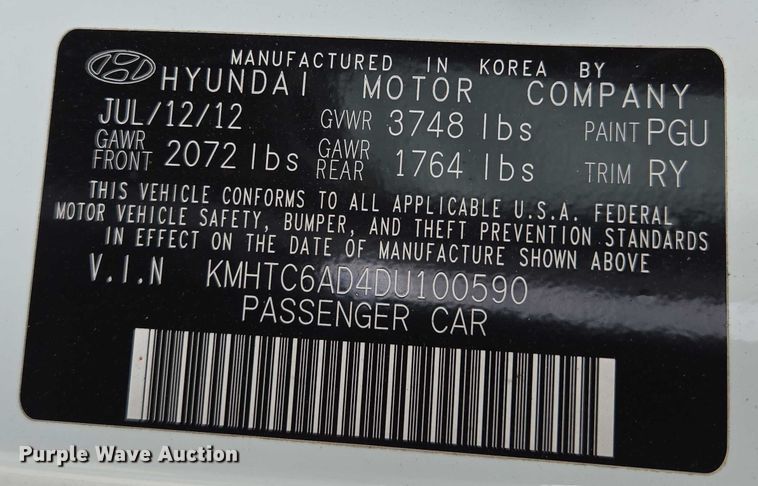 MANUFACTURED IN KOREA BY
HYUNDAI MOTOR COMPANY
JUL/12/12 GVWR 3748 lbs PAINT PGU
GAWR FRONT 2072 lbs GAWR REAR 1764 lbs TRIM RY
THIS VEHICLE CONFORMS TO ALL APPLICABLE U.S.A. FEDERAL
MOTOR VEHICLE SAFETY, BUMPER, AND THEFT PREVENTION STANDARDS
IN EFFECT ON THE DATE OF MANUFACTURE SHOWN ABOVE
V.I.N KMHTC6AD4DU100590
PASSENGER CAR
Purple Wave Auction